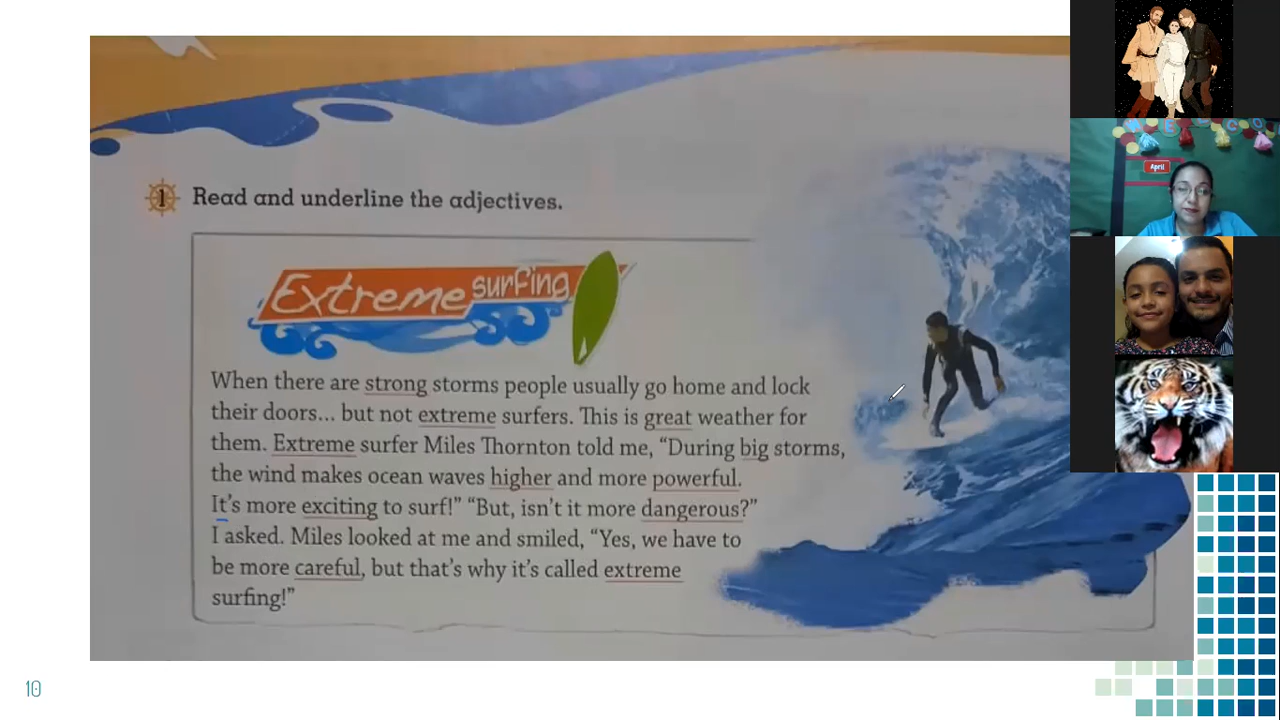 April
1 Read and underline the adjectives.
Extreme surfing
When there are strong storms people usually go home and lock
their doors... but not extreme surfers. This is great weather for
them. Extreme surfer Miles Thornton told me, “During big storms,
the wind makes ocean waves higher and more powerful.
It’s more exciting to surf!” “But, isn’t it more dangerous?”
I asked. Miles looked at me and smiled, “Yes, we have to
be more careful, but that’s why it’s called extreme
surfing!”
10